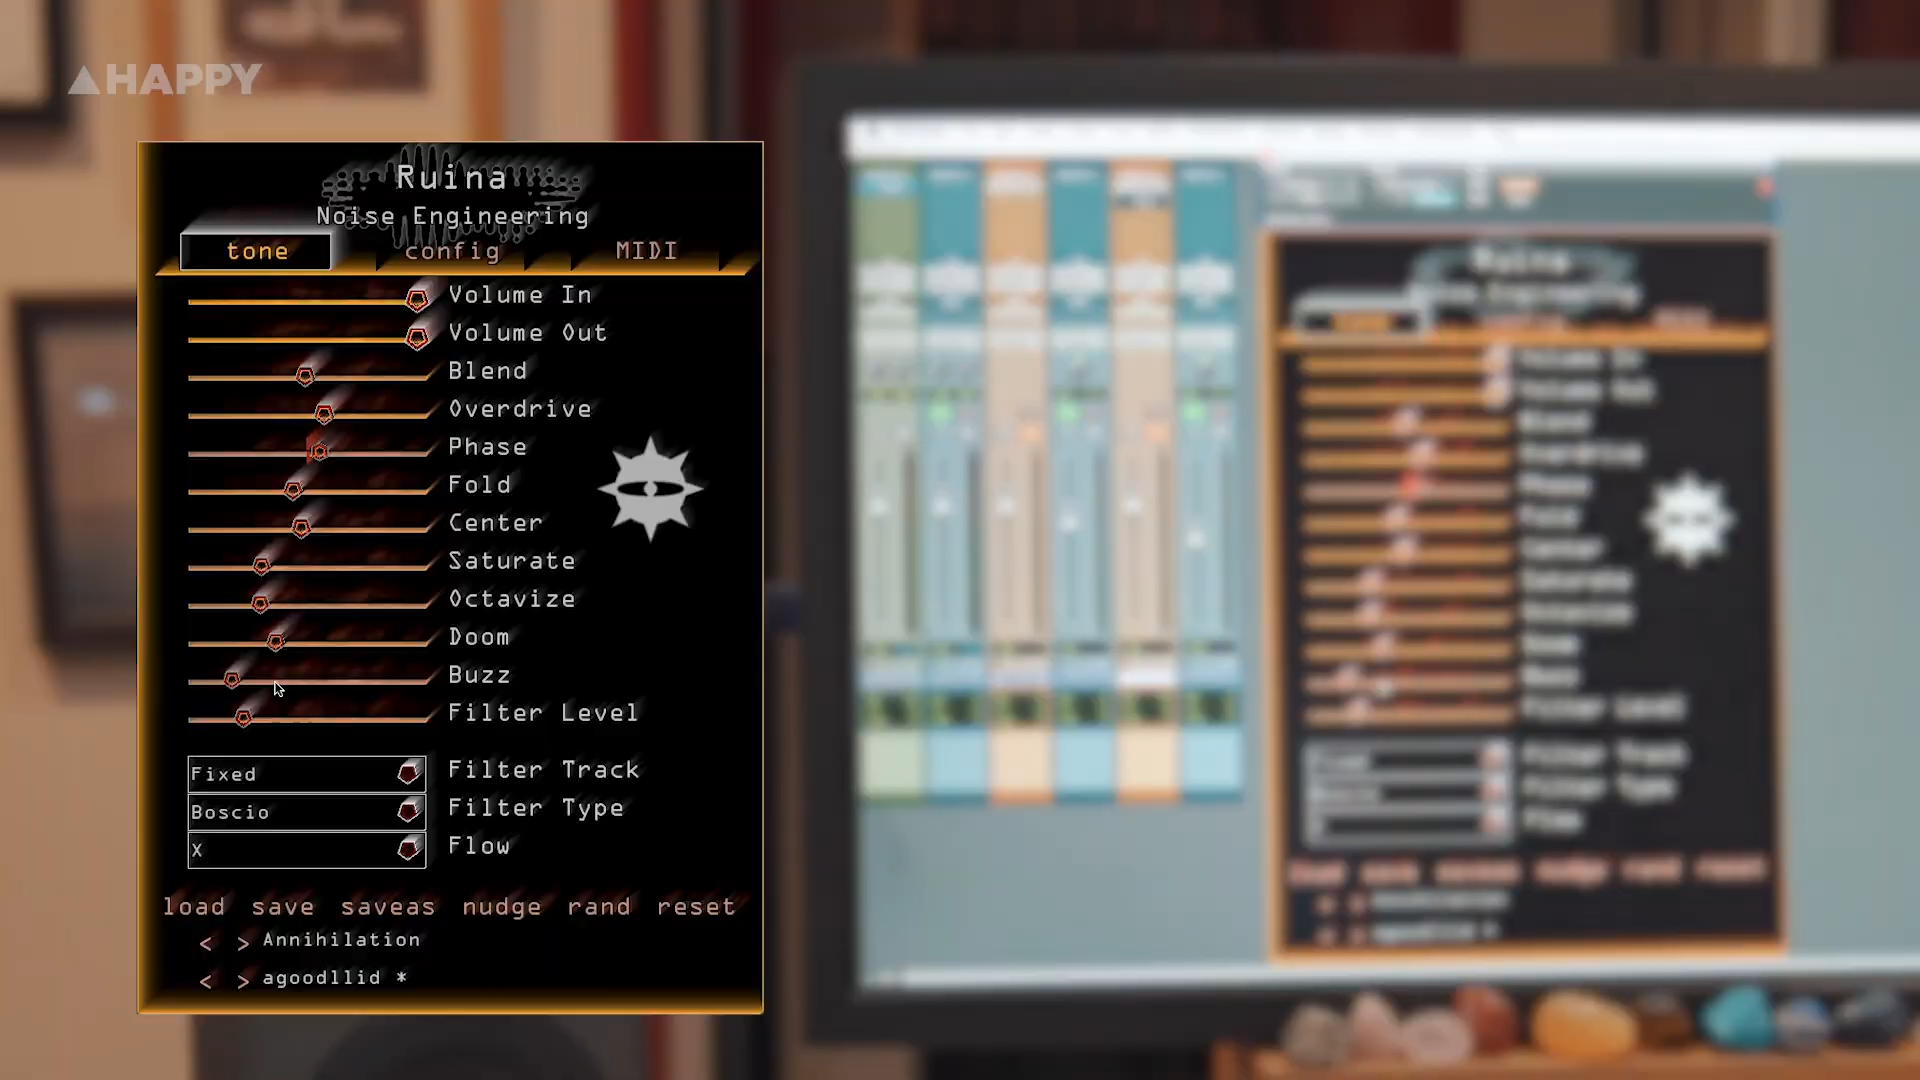 HAPPY
Ruina
Noise Engineering
tone config MIDI
Volume In
Volume Out
Blend
Overdrive
Phase
Fold
Center
Saturate
Octavize
Doom
Buzz
Filter Level
Fixed Filter Track
Boscio Filter Type
X Flow
load save saveas nudge rand reset
< > Annihilation
< > agoodllid *